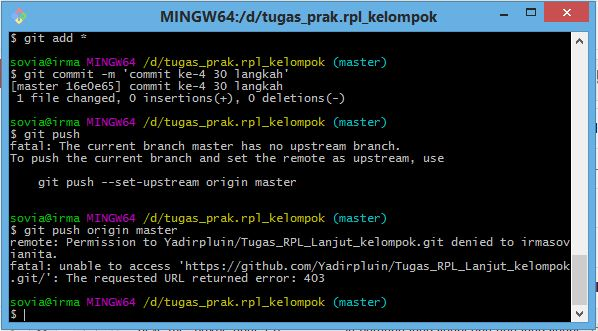 MINGW64:/d/tugas_prak.rpl_kelompok
$ git add *
sovia@irma MINGW64 /d/tugas_prak.rpl_kelompok (master)
$ git commit -m 'commit ke-4 30 langkah'
[master 16e0e65] commit ke-4 30 langkah
 1 file changed, 0 insertions(+), 0 deletions(-)
sovia@irma MINGW64 /d/tugas_prak.rpl_kelompok (master)
$ git push
fatal: The current branch master has no upstream branch.
To push the current branch and set the remote as upstream, use
    git push --set-upstream origin master
sovia@irma MINGW64 /d/tugas_prak.rpl_kelompok (master)
$ git push origin master
remote: Permission to Yadirpluin/Tugas_RPL_Lanjut_kelompok.git denied to irmasov
ianita.
fatal: unable to access 'https://github.com/Yadirpluin/Tugas_RPL_Lanjut_kelompok
.git/': The requested URL returned error: 403
sovia@irma MINGW64 /d/tugas_prak.rpl_kelompok (master)
$